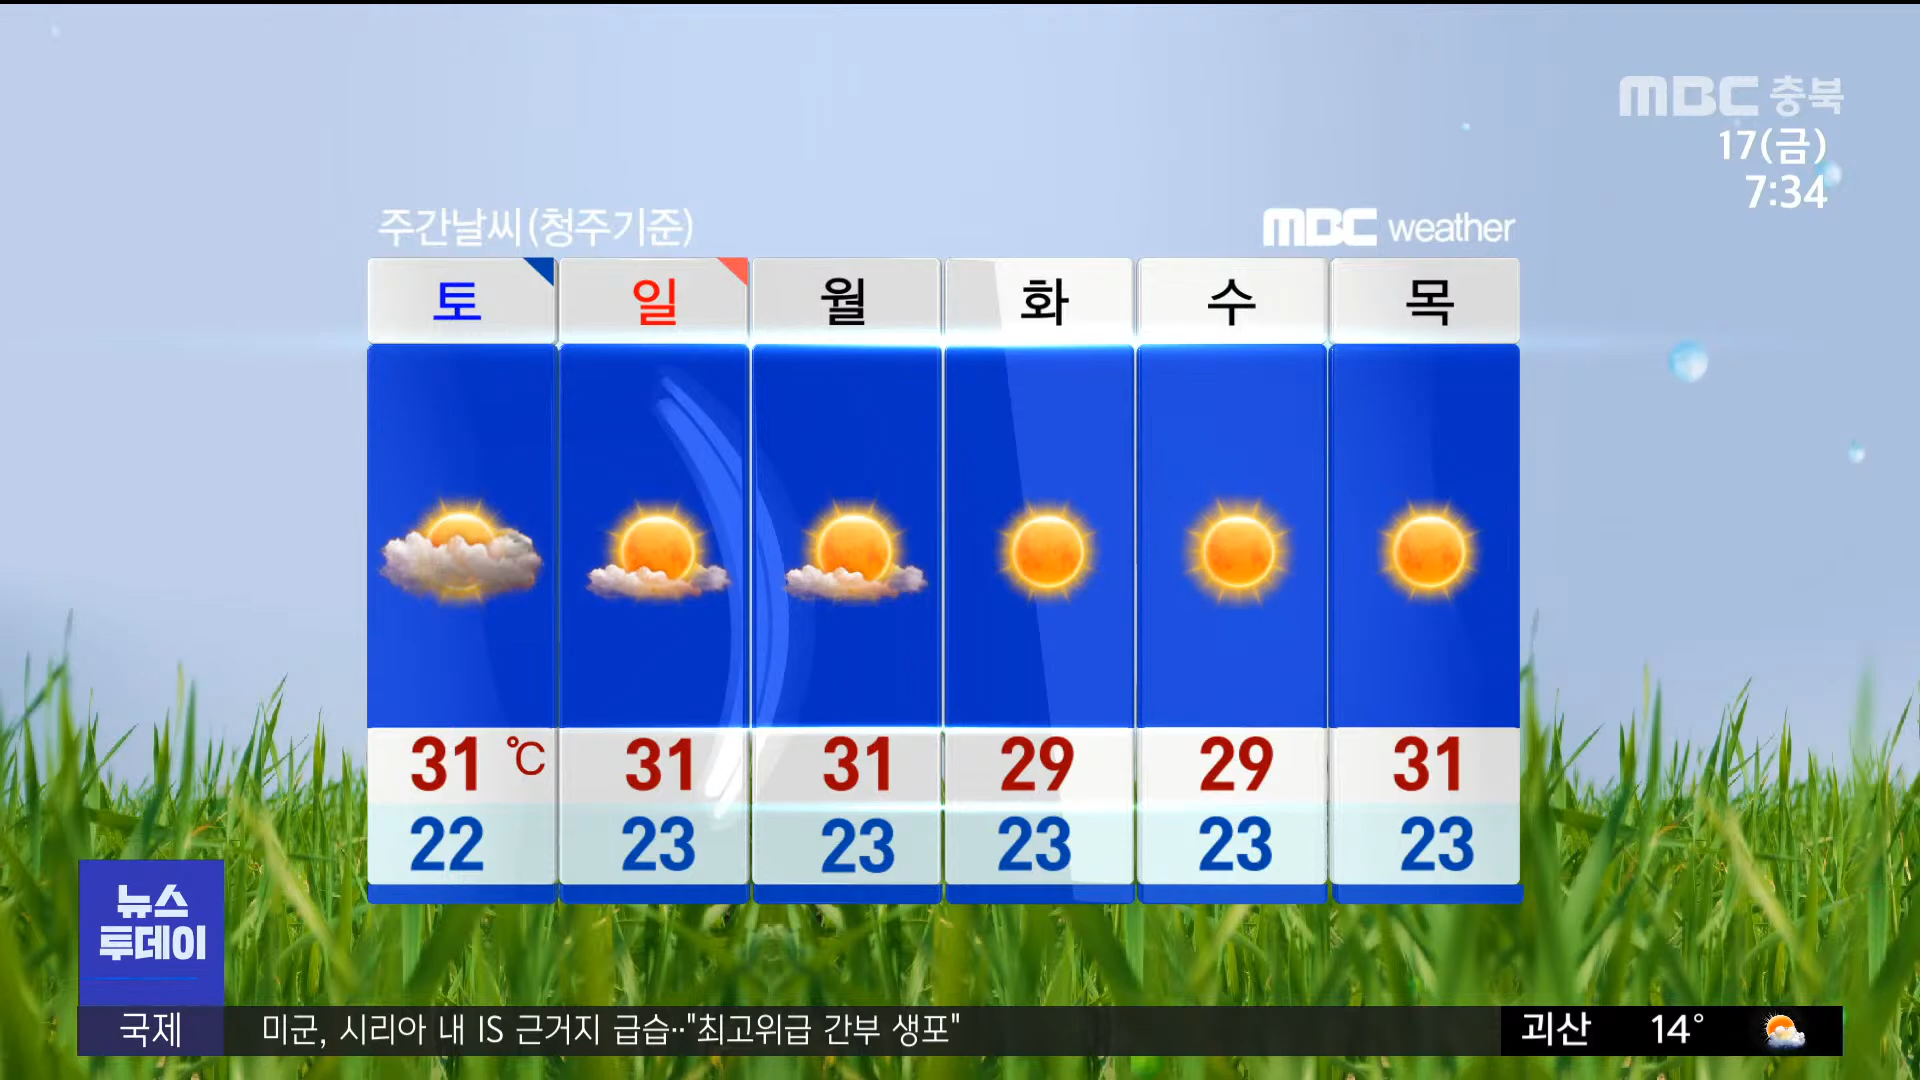 MBC 충북
17(금)
7:34
주간날씨(청주기준)
MBC weather
토 일 월 화 수 목
31 ℃ 31 31 29 29 31
22 23 23 23 23 23
뉴스
투데이
국제 미군, 시리아 내 IS 근거지 급습··"최고위급 간부 생포"
괴산 14°